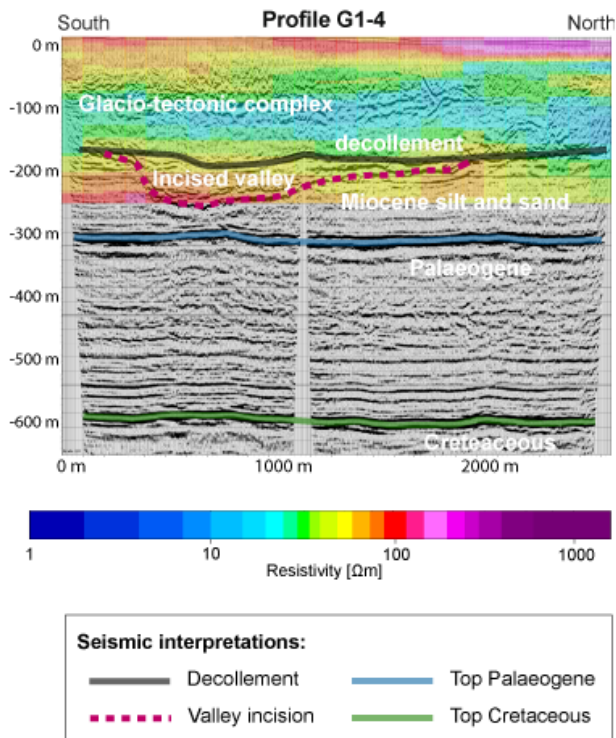 Profile G1-4
South
North
0 m
-100 m
-200 m
-300 m
-400 m
-500 m
-600 m
Glacio-tectonic complex
decollement
Incised valley
Miocene silt and sand
Palaeogene
Creteaceous
0 m
1000 m
2000 m
1
10
100
1000
Resistivity [Ωm]
Seismic interpretations:
Decollement
Top Palaeogene
Valley incision
Top Cretaceous